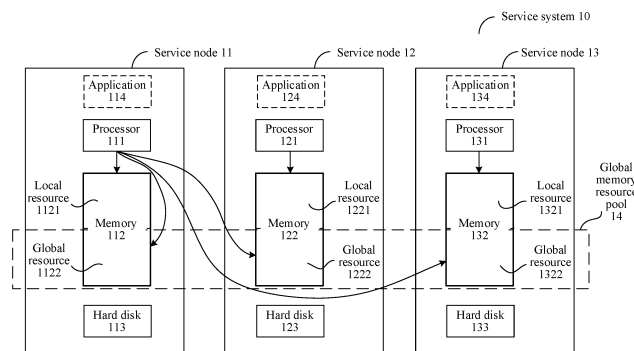 Service system 10
Service node 11
Service node 12
Service node 13
Application
114
Application
124
Application
134
Processor
111
Processor
121
Processor
131
Global
memory
resource
pool
14
Local
resource
1121
Memory
112
Global
resource
1122
Local
resource
1221
Memory
122
Global
resource
1222
Local
resource
1321
Memory
132
Global
resource
1322
Hard disk
113
Hard disk
123
Hard disk
133